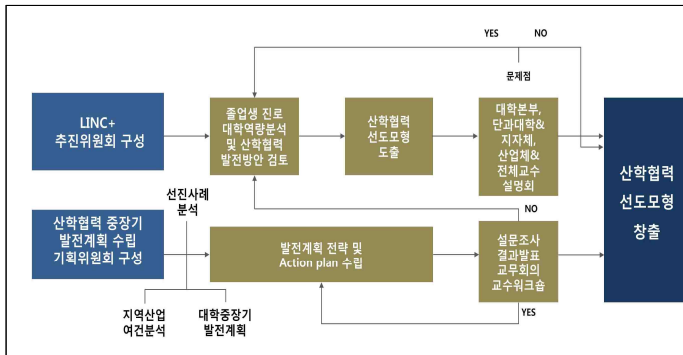 YES NO
문제점
LINC+
추진위원회 구성
졸업생 진로
대학역량분석
및 산학협력
발전방안 검토
산학협력
선도모형
도출
대학본부,
단과대학&
지자체,
산업체&
전체교수
설명회
산학협력
선도모형
창출
선진사례
분석
NO
산학협력 중장기
발전계획 수립
기획위원회 구성
발전계획 전략 및
Action plan 수립
설문조사
결과발표
교무회의
교수워크숍
YES
지역산업
여건분석
대학중장기
발전계획